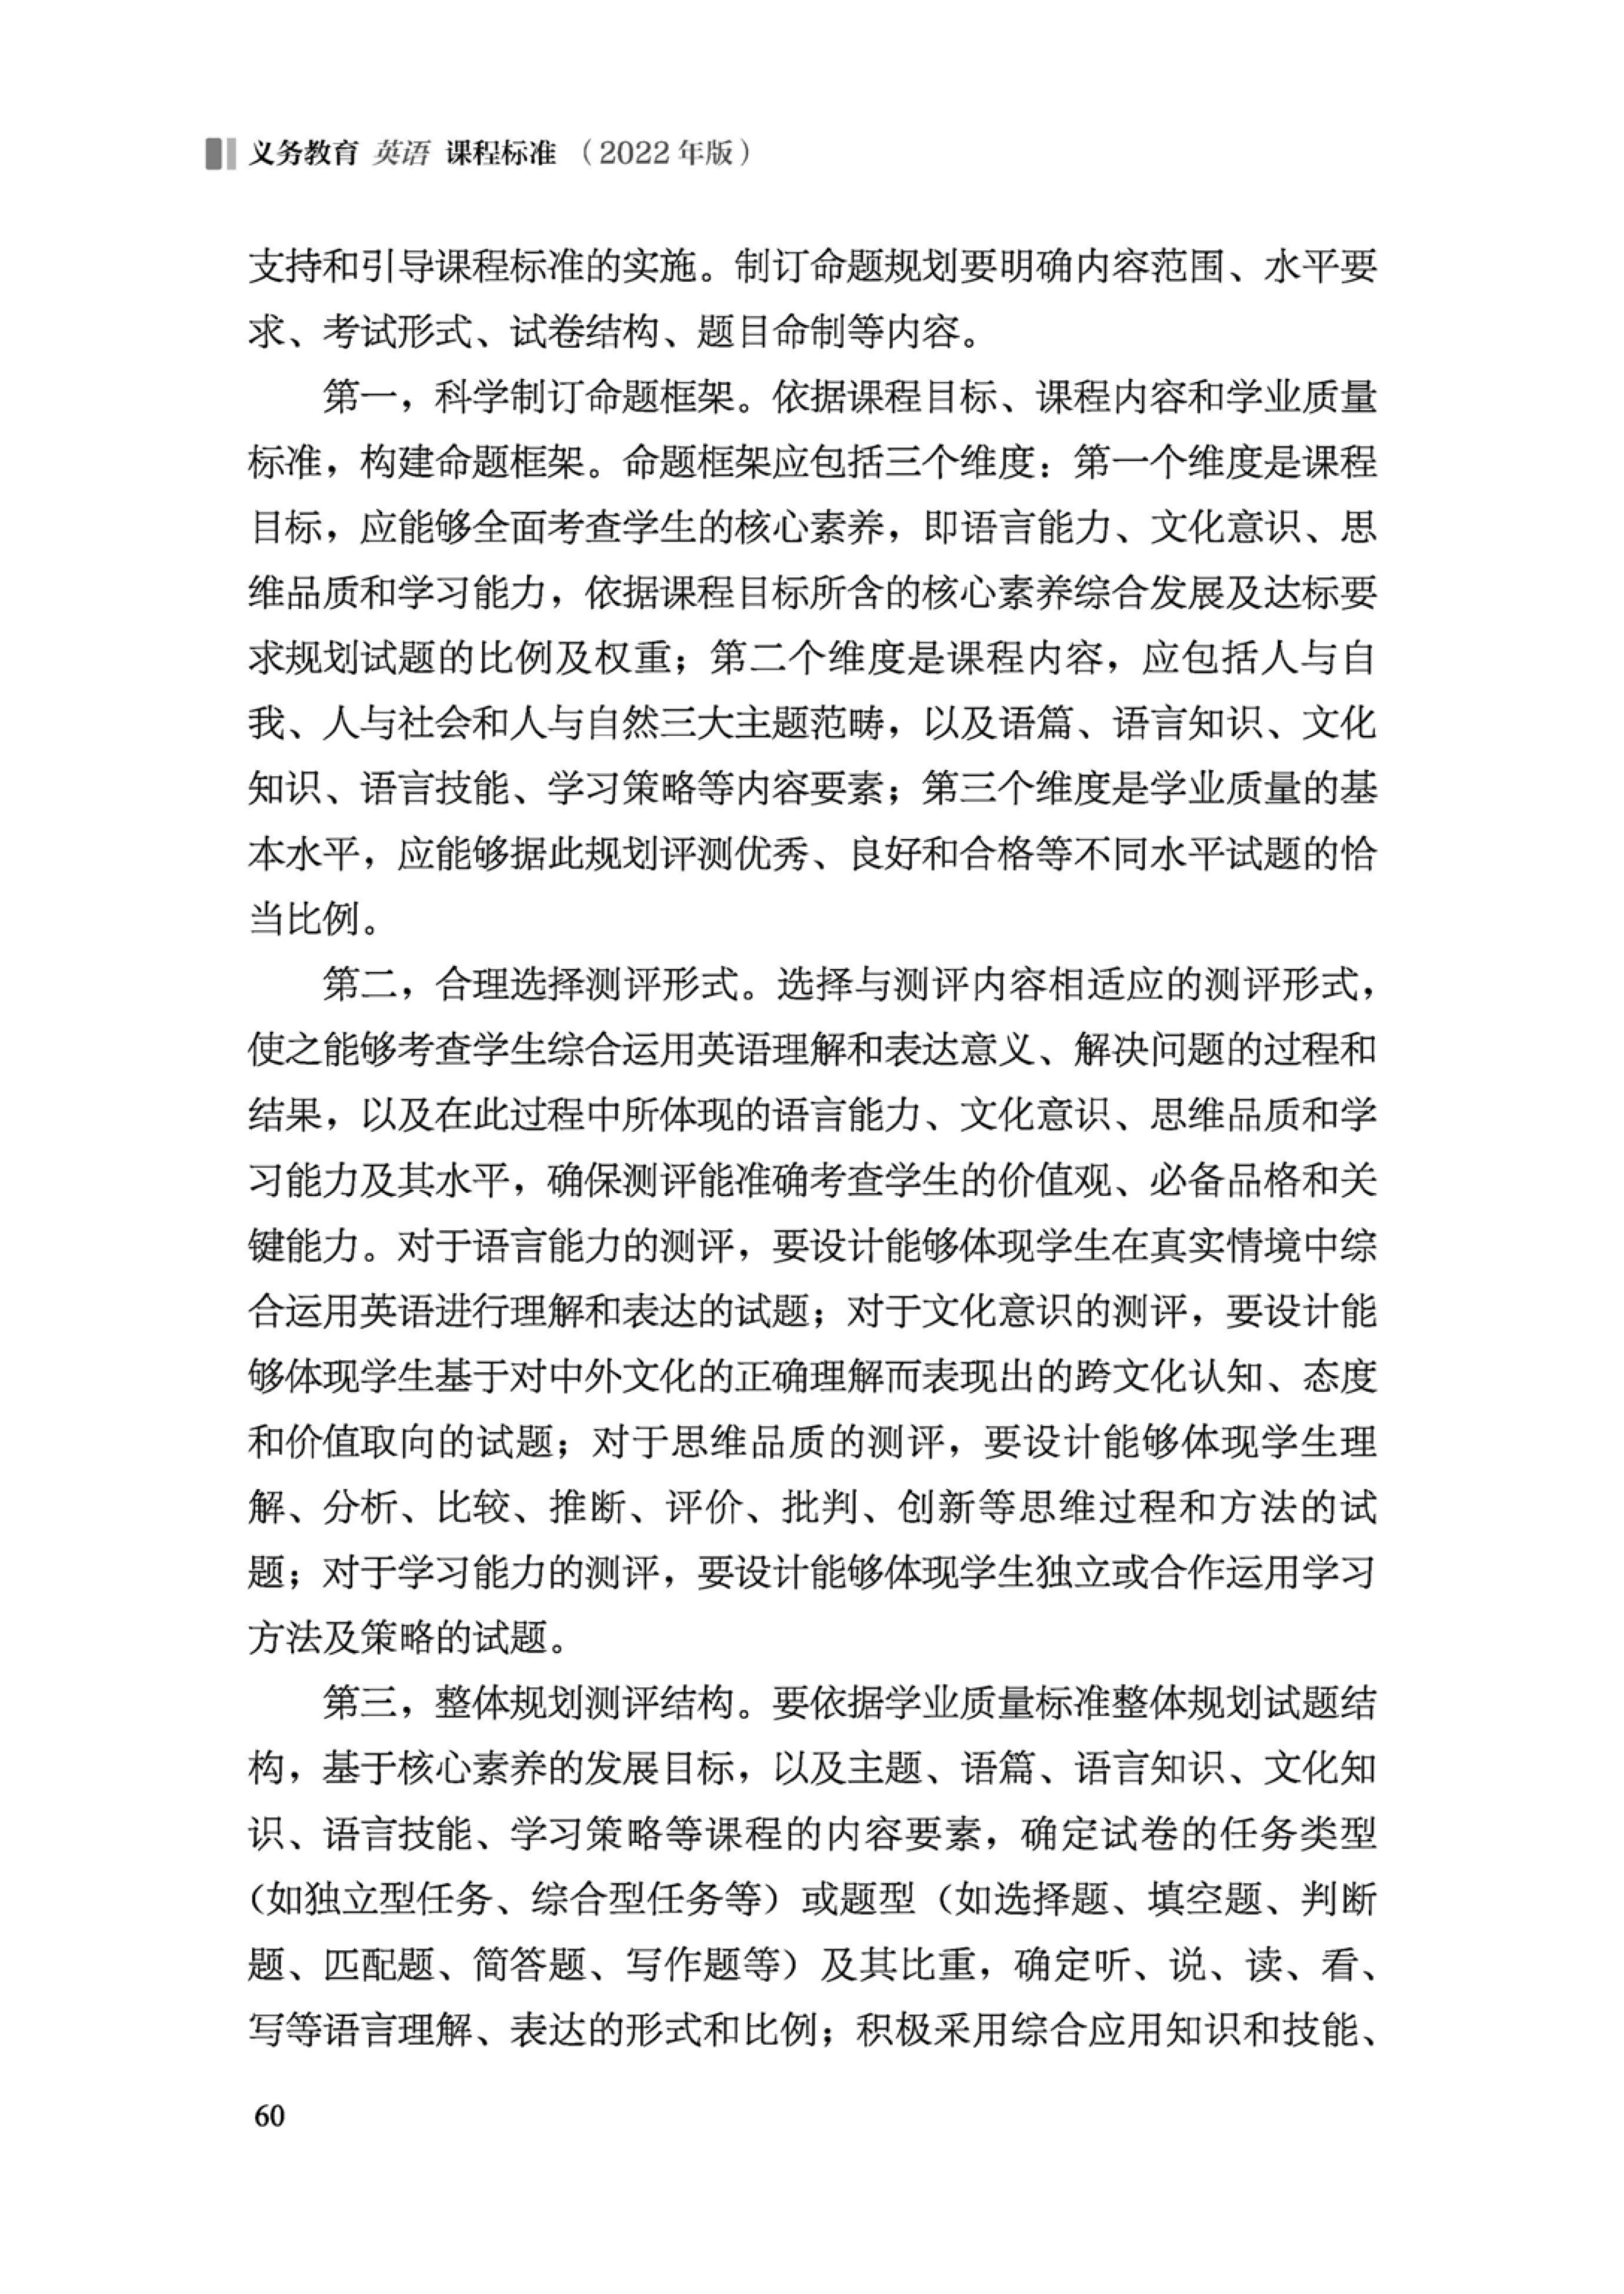 义务教育 英语 课程标准（2022年版）
支持和引导课程标准的实施。制订命题规划要明确内容范围、水平要
求、考试形式、试卷结构、题目命制等内容。
第一，科学制订命题框架。依据课程目标、课程内容和学业质量
标准，构建命题框架。命题框架应包括三个维度：第一个维度是课程
目标，应能够全面考查学生的核心素养，即语言能力、文化意识、思
维品质和学习能力，依据课程目标所含的核心素养综合发展及达标要
求规划试题的比例及权重；第二个维度是课程内容，应包括人与自
我、人与社会和人与自然三大主题范畴，以及语篇、语言知识、文化
知识、语言技能、学习策略等内容要素；第三个维度是学业质量的基
本水平，应能够据此规划评测优秀、良好和合格等不同水平试题的恰
当比例。
第二，合理选择测评形式。选择与测评内容相适应的测评形式，
使之能够考查学生综合运用英语理解和表达意义、解决问题的过程和
结果，以及在此过程中所体现的语言能力、文化意识、思维品质和学
习能力及其水平，确保测评能准确考查学生的价值观、必备品格和关
键能力。对于语言能力的测评，要设计能够体现学生在真实情境中综
合运用英语进行理解和表达的试题；对于文化意识的测评，要设计能
够体现学生基于对中外文化的正确理解而表现出的跨文化认知、态度
和价值取向的试题；对于思维品质的测评，要设计能够体现学生理
解、分析、比较、推断、评价、批判、创新等思维过程和方法的试
题；对于学习能力的测评，要设计能够体现学生独立或合作运用学习
方法及策略的试题。
第三，整体规划测评结构。要依据学业质量标准整体规划试题结
构，基于核心素养的发展目标，以及主题、语篇、语言知识、文化知
识、语言技能、学习策略等课程的内容要素，确定试卷的任务类型
（如独立型任务、综合型任务等）或题型（如选择题、填空题、判断
题、匹配题、简答题、写作题等）及其比重，确定听、说、读、看、
写等语言理解、表达的形式和比例；积极采用综合应用知识和技能、
60